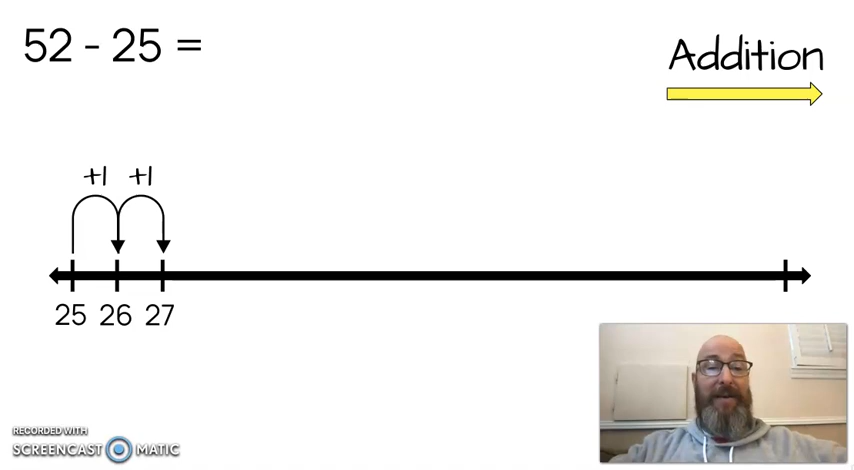 52 - 25 =
Addition
+1 +1
25 26 27
RECORDED WITH
SCREENCAST MATIC